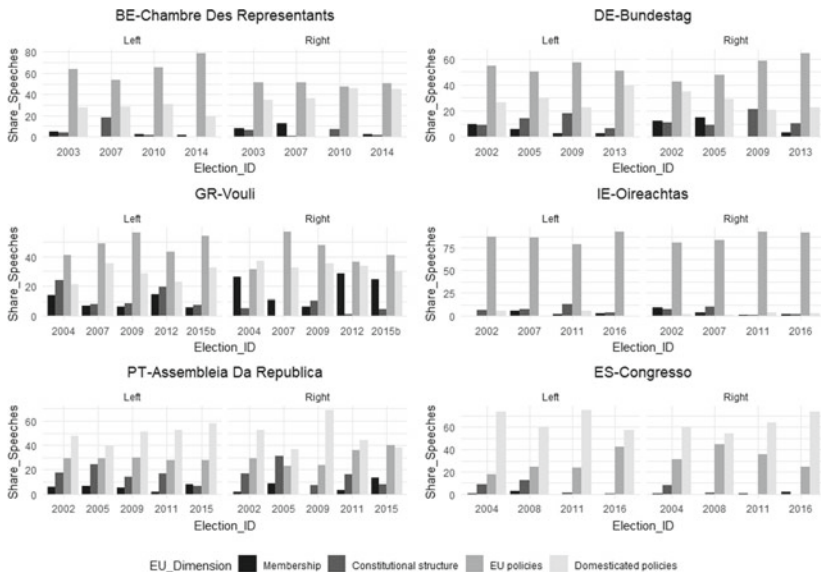 BE-Chambre Des Representants
Left Right
Share_Speeches
80
60
40
20
0
2003 2007 2010 2014 2003 2007 2010 2014
Election_ID
DE-Bundestag
Left Right
Share_Speeches
60
40
20
0
2002 2005 2009 2013 2002 2005 2009 2013
Election_ID
GR-Vouli
Left Right
Share_Speeches
40
20
0
2004 2007 2009 2012 2015b 2004 2007 2009 2012 2015b
Election_ID
IE-Oireachtas
Left Right
Share_Speeches
75
50
25
0
2002 2007 2011 2016 2002 2007 2011 2016
Election_ID
PT-Assembleia Da Republica
Left Right
Share_Speeches
60
40
20
0
2002 2005 2009 2011 2015 2002 2005 2009 2011 2015
Election_ID
ES-Congresso
Left Right
Share_Speeches
60
40
20
0
2004 2008 2011 2016 2004 2008 2011 2016
Election_ID
EU_Dimension Membership Constitutional structure EU policies Domesticated policies